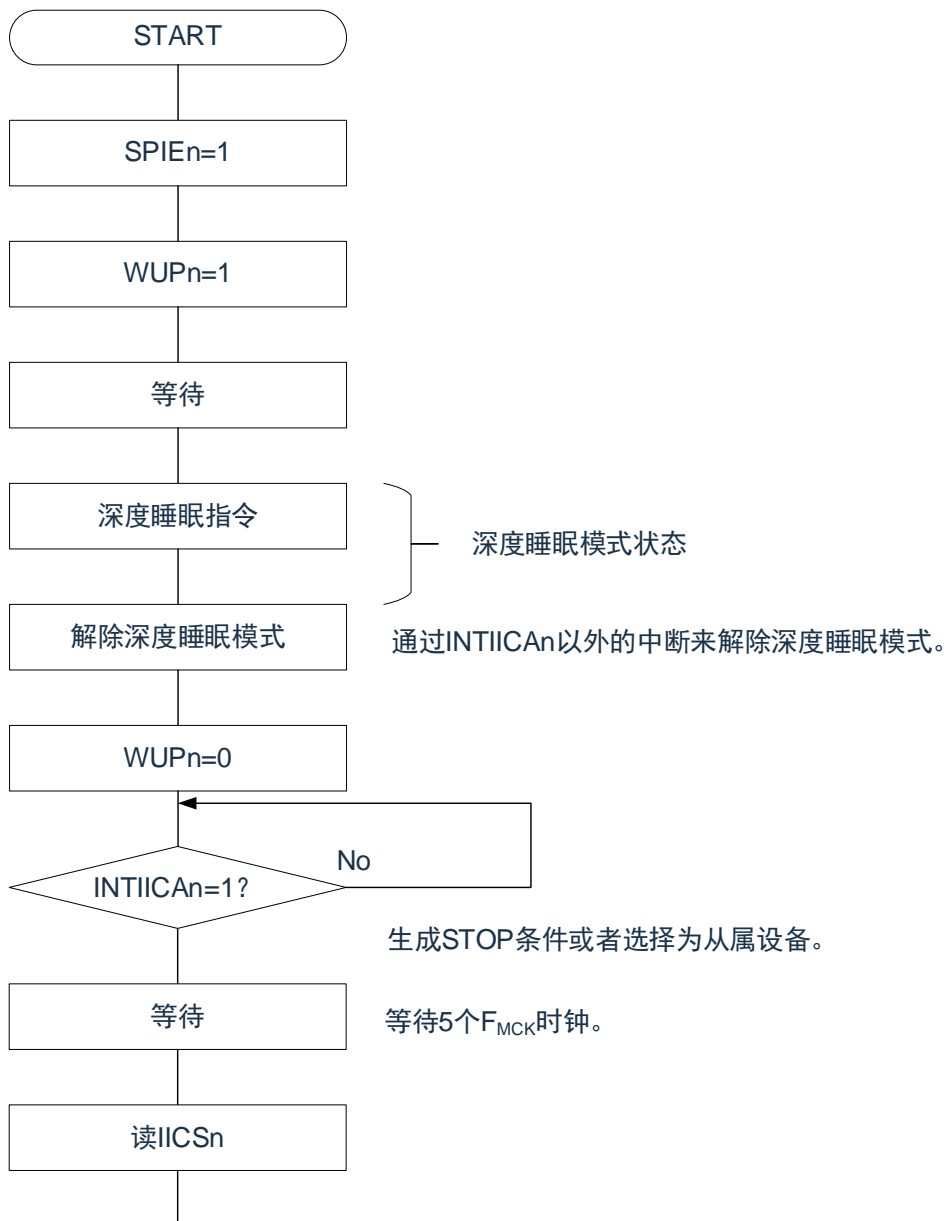 START
SPIEn=1
WUPn=1
等待
深度睡眠指令
深度睡眠模式状态
解除深度睡眠模式
通过INTIICAn以外的中断来解除深度睡眠模式。
WUPn=0
No
INTIICAn=1?
生成STOP条件或者选择为从属设备。
等待
等待5个FMCK时钟。
读IICSn